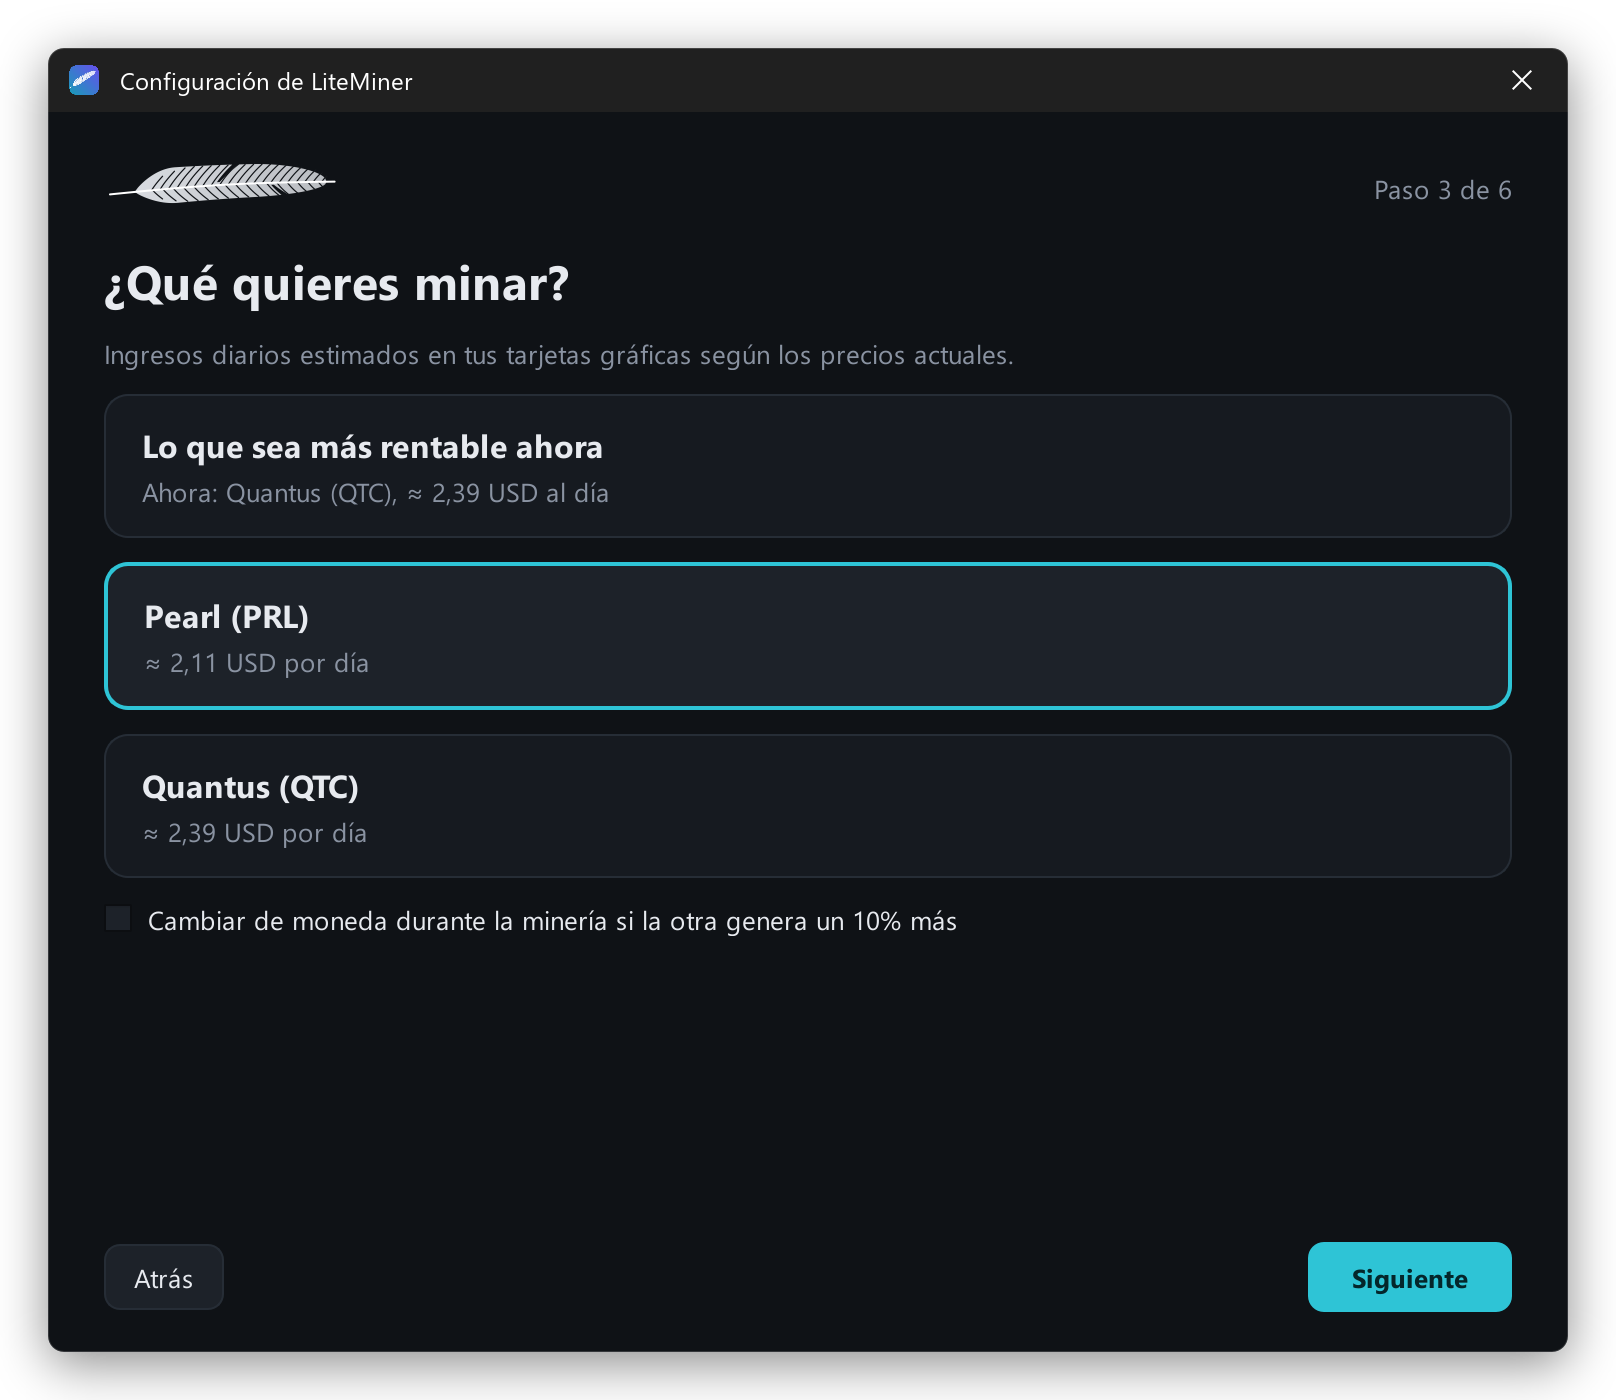 Configuración de LiteMiner
Paso 3 de 6
¿Qué quieres minar?
Ingresos diarios estimados en tus tarjetas gráficas según los precios actuales.
Lo que sea más rentable ahora
Ahora: Quantus (QTC), ≈ 2,39 USD al día
Pearl (PRL)
≈ 2,11 USD por día
Quantus (QTC)
≈ 2,39 USD por día
Cambiar de moneda durante la minería si la otra genera un 10% más
Atrás
Siguiente